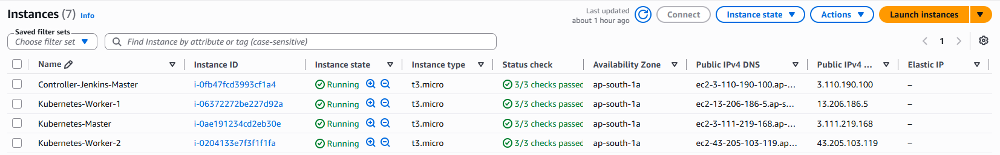 Instances (7) Info
Last updated
about 1 hour ago
Connect Instance state Actions Launch instances
Saved filter sets
Choose filter set Find Instance by attribute or tag (case-sensitive) 1
Name Instance ID Instance state Instance type Status check Availability Zone Public IPv4 DNS Public IPv4 ... Elastic IP
Controller-Jenkins-Master i-0fb47fcd3993cf1a4 Running t3.micro 3/3 checks passed ap-south-1a ec2-3-110-190-100.ap-... 3.110.190.100 –
Kubernetes-Worker-1 i-06372272be227d92a Running t3.micro 3/3 checks passed ap-south-1a ec2-13-206-186-5.ap-s... 13.206.186.5 –
Kubernetes-Master i-0ae191234cd2eb30e Running t3.micro 3/3 checks passed ap-south-1a ec2-3-111-219-168.ap-... 3.111.219.168 –
Kubernetes-Worker-2 i-0204133e7f3f1f1fa Running t3.micro 3/3 checks passed ap-south-1a ec2-43-205-103-119.ap... 43.205.103.119 –